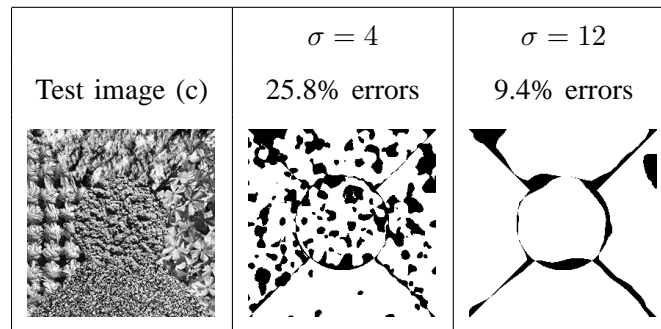 σ = 4 σ = 12
Test image (c) 25.8% errors 9.4% errors